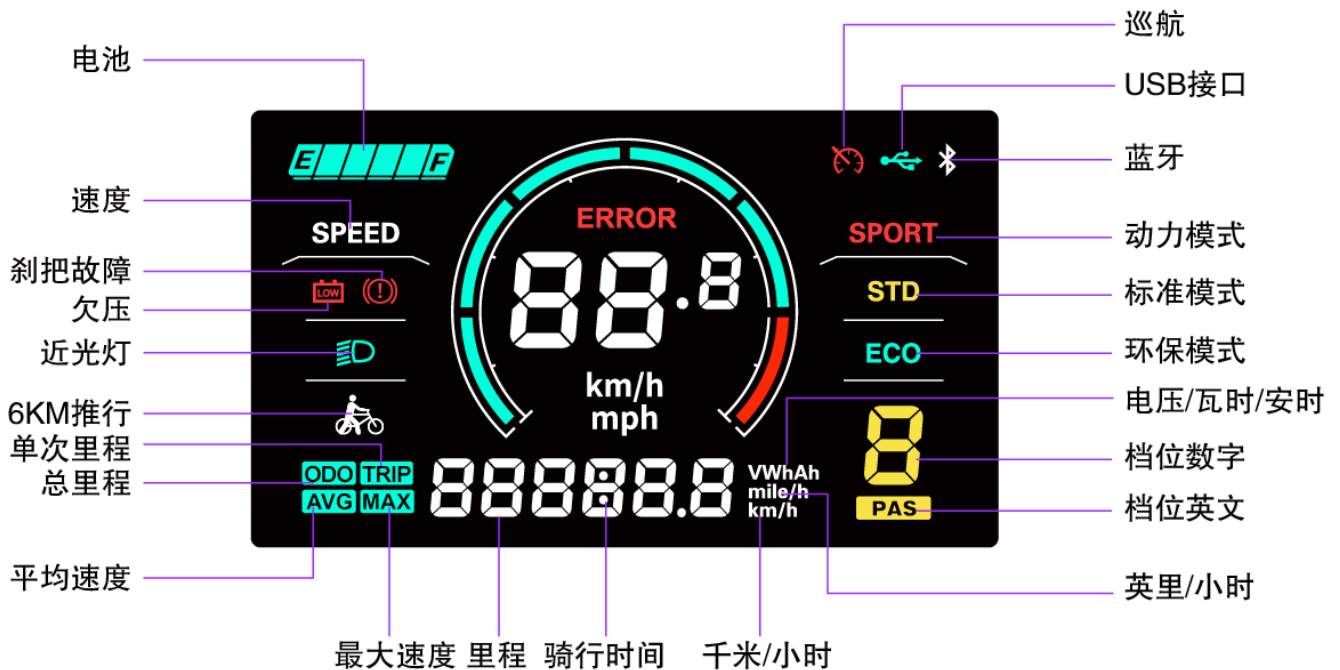 巡航
电池
USB接口
E F
蓝牙
速度
SPEED
ERROR
SPORT
动力模式
88.8
刹把故障
LOW
STD
标准模式
欠压
近光灯
ECO
环保模式
km/h
mph
6KM推行
电压/瓦时/安时
单次里程
8
档位数字
总里程
ODO TRIP
AVG MAX
888:88.8
VWhAh
mile/h
km/h
PAS
档位英文
平均速度
英里/小时
最大速度 里程 骑行时间 千米/小时